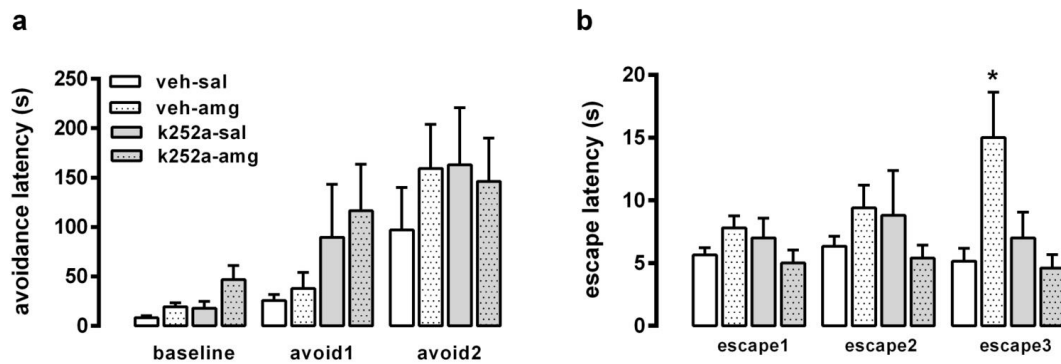 a
avoidance latency (s)
250
200
150
100
50
0
veh-sal
veh-amg
k252a-sal
k252a-amg
baseline avoid1 avoid2
b
escape latency (s)
20
15
10
5
0
*
escape1 escape2 escape3